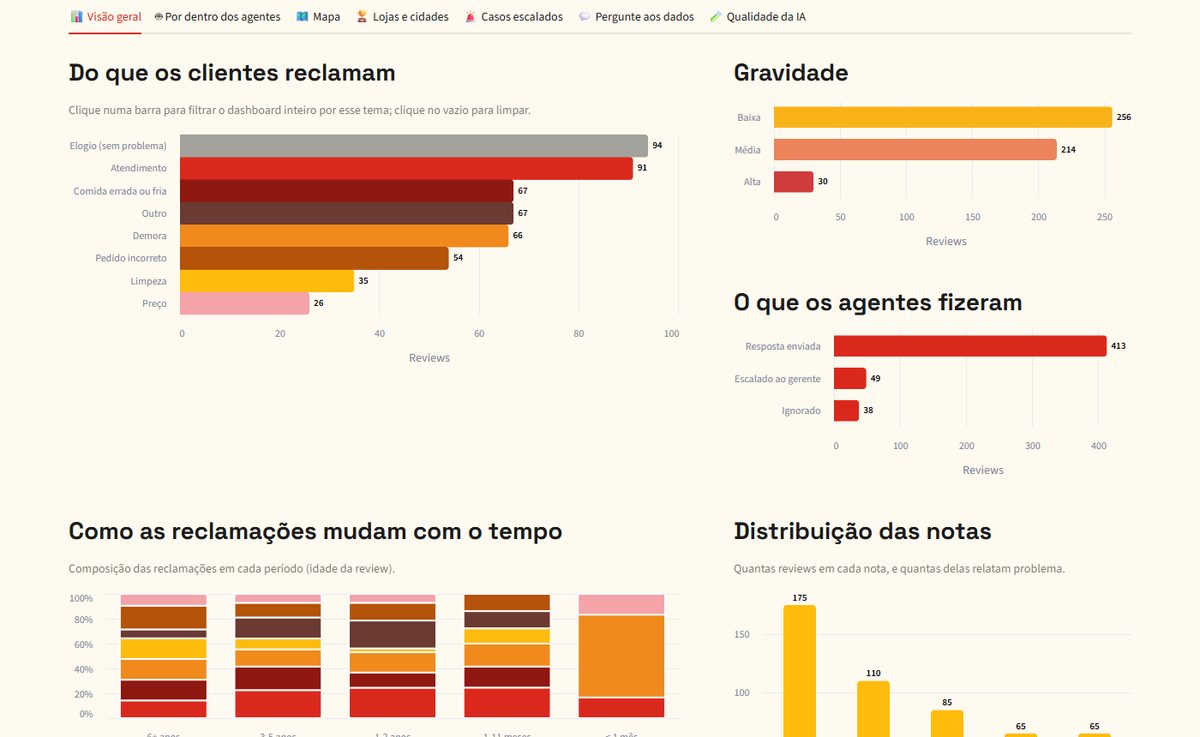 Visão geral
Por dentro dos agentes
Mapa
Lojas e cidades
Casos escalados
Pergunte aos dados
Qualidade da IA
Do que os clientes reclamam
Clique numa barra para filtrar o dashboard inteiro por esse tema; clique no vazio para limpar.
Elogio (sem problema) 94
Atendimento 91
Comida errada ou fria 67
Outro 67
Demora 66
Pedido incorreto 54
Limpeza 35
Preço 26
0 20 40 60 80 100
Reviews
Gravidade
Baixa 256
Média 214
Alta 30
0 50 100 150 200 250
Reviews
O que os agentes fizeram
Resposta enviada 413
Escalado ao gerente 49
Ignorado 38
0 100 200 300 400
Reviews
Como as reclamações mudam com o tempo
Composição das reclamações em cada período (idade da review).
100%
80%
60%
40%
20%
0%
Distribuição das notas
Quantas reviews em cada nota, e quantas delas relatam problema.
175
150
110
100
85
65
65